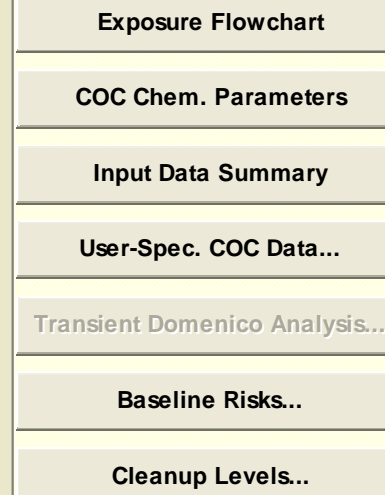 Exposure Flowchart
COC Chem. Parameters
Input Data Summary
User-Spec. COC Data...
Transient Domenico Analysis...
Baseline Risks...
Cleanup Levels...